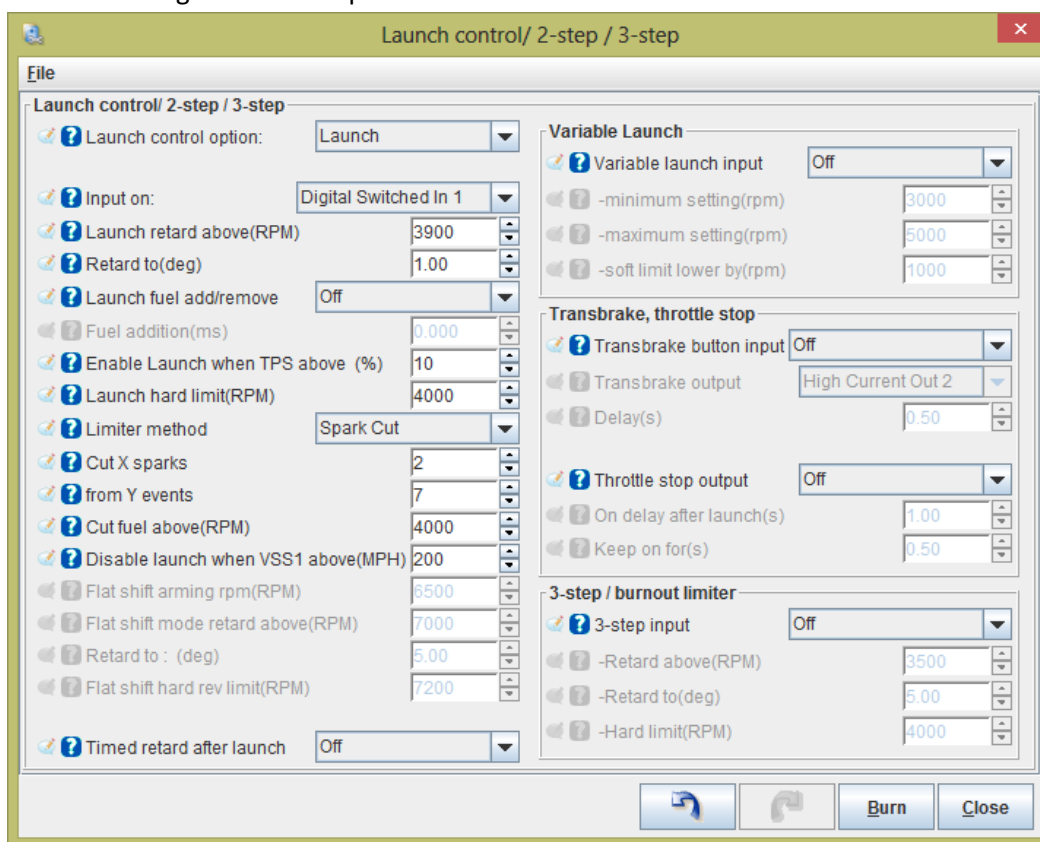 Launch control/ 2-step / 3-step
File
Launch control/ 2-step / 3-step
Launch control option: Launch
Input on: Digital Switched In 1
Launch retard above(RPM) 3900
Retard to(deg) 1.00
Launch fuel add/remove Off
Fuel addition(ms) 0.000
Enable Launch when TPS above (%) 10
Launch hard limit(RPM) 4000
Limiter method Spark Cut
Cut X sparks 2
from Y events 7
Cut fuel above(RPM) 4000
Disable launch when VSS1 above(MPH) 200
Flat shift arming rpm(RPM) 6500
Flat shift mode retard above(RPM) 7000
Retard to : (deg) 5.00
Flat shift hard rev limit(RPM) 7200
Timed retard after launch Off
Variable Launch
Variable launch input Off
-minimum setting(rpm) 3000
-maximum setting(rpm) 5000
-soft limit lower by(rpm) 1000
Transbrake, throttle stop
Transbrake button input Off
Transbrake output High Current Out 2
Delay(s) 0.50
Throttle stop output Off
On delay after launch(s) 1.00
Keep on for(s) 0.50
3-step / burnout limiter
3-step input Off
-Retard above(RPM) 3500
-Retard to(deg) 5.00
-Hard limit(RPM) 4000
Burn Close